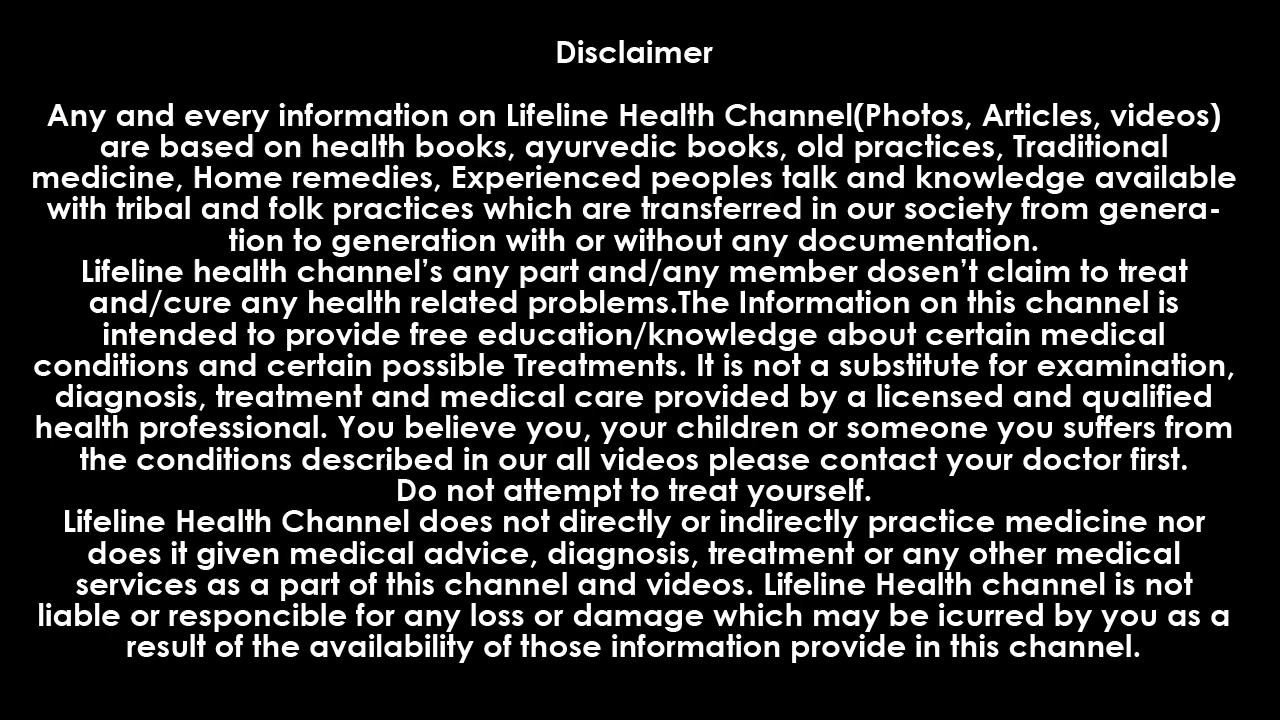 Disclaimer
Any and every information on Lifeline Health Channel(Photos, Articles, videos)
are based on health books, ayurvedic books, old practices, Traditional
medicine, Home remedies, Experienced peoples talk and knowledge available
with tribal and folk practices which are transferred in our society from genera-
tion to generation with or without any documentation.
Lifeline health channel’s any part and/any member dosen’t claim to treat
and/cure any health related problems.The Information on this channel is
intended to provide free education/knowledge about certain medical
conditions and certain possible Treatments. It is not a substitute for examination,
diagnosis, treatment and medical care provided by a licensed and qualified
health professional. You believe you, your children or someone you suffers from
the conditions described in our all videos please contact your doctor first.
Do not attempt to treat yourself.
Lifeline Health Channel does not directly or indirectly practice medicine nor
does it given medical advice, diagnosis, treatment or any other medical
services as a part of this channel and videos. Lifeline Health channel is not
liable or responcible for any loss or damage which may be icurred by you as a
result of the availability of those information provide in this channel.